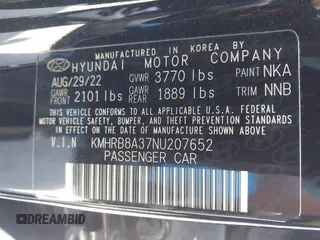 MANUFACTURED IN KOREA BY
HYUNDAI MOTOR COMPANY
AUG/29/22 GVWR 3770 lbs PAINT NKA
GAWR FRONT 2101 lbs GAWR REAR 1889 lbs TRIM NNB
THIS VEHICLE CONFORMS TO ALL APPLICABLE
U.S. FEDERAL MOTOR VEHICLE SAFETY, BUMPER, AND
THEFT PREVENTION STANDARDS IN EFFECT ON THE
DATE OF MANUFACTURE SHOWN ABOVE.
V.I.N KMHRB8A37NU207652
PASSENGER CAR
DREAMBID